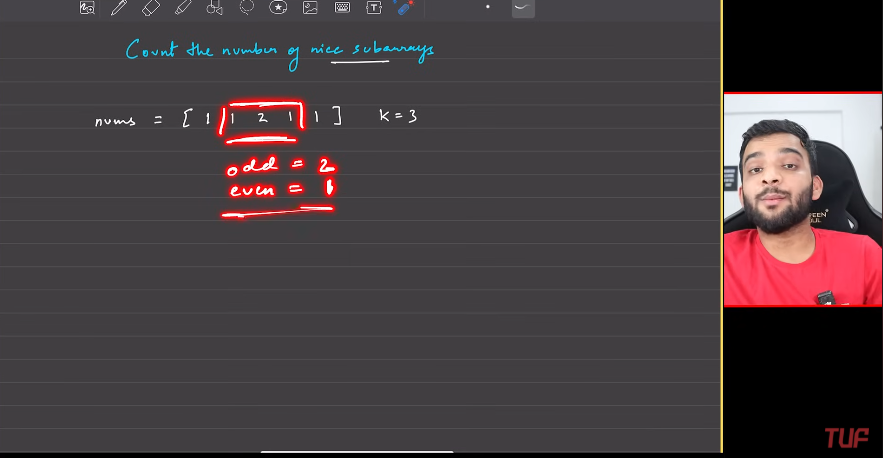 Count the number of nice subarrays
nums = [ 1 1 2 1 1 ] K = 3
odd = 2
even = 1
TUF